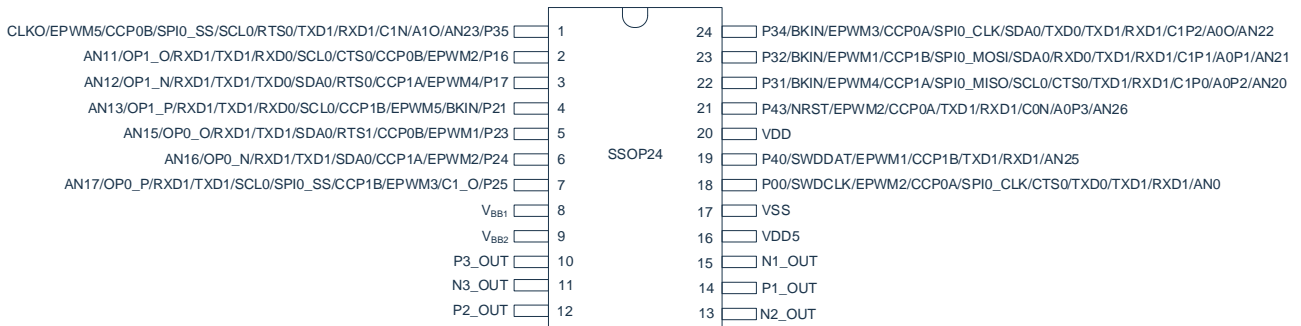 CLKO/EPWM5/CCP0B/SPI0_SS/SCL0/RTS0/TXD1/RXD1/C1N/A1O/AN23/P35 1
AN11/OP1_O/RXD1/TXD1/RXD0/SCL0/CTS0/CCP0B/EPWM2/P16 2
AN12/OP1_N/RXD1/TXD1/TXD0/SDA0/RTS0/CCP1A/EPWM4/P17 3
AN13/OP1_P/RXD1/TXD1/RXD0/SCL0/CCP1B/EPWM5/BKIN/P21 4
AN15/OP0_O/RXD1/TXD1/SDA0/RTS1/CCP0B/EPWM1/P23 5
AN16/OP0_N/RXD1/TXD1/SDA0/CCP1A/EPWM2/P24 6
AN17/OP0_P/RXD1/TXD1/SCL0/SPI0_SS/CCP1B/EPWM3/C1_O/P25 7
VBB1 8
VBB2 9
P3_OUT 10
N3_OUT 11
P2_OUT 12
SSOP24
24 P34/BKIN/EPWM3/CCP0A/SPI0_CLK/SDA0/TXD0/TXD1/RXD1/C1P2/A0O/AN22
23 P32/BKIN/EPWM1/CCP1B/SPI0_MOSI/SDA0/RXD0/TXD1/RXD1/C1P1/A0P1/AN21
22 P31/BKIN/EPWM4/CCP1A/SPI0_MISO/SCL0/CTS0/TXD1/RXD1/C1P0/A0P2/AN20
21 P43/NRST/EPWM2/CCP0A/TXD1/RXD1/C0N/A0P3/AN26
20 VDD
19 P40/SWDDAT/EPWM1/CCP1B/TXD1/RXD1/AN25
18 P00/SWDCLK/EPWM2/CCP0A/SPI0_CLK/CTS0/TXD0/TXD1/RXD1/AN0
17 VSS
16 VDD5
15 N1_OUT
14 P1_OUT
13 N2_OUT